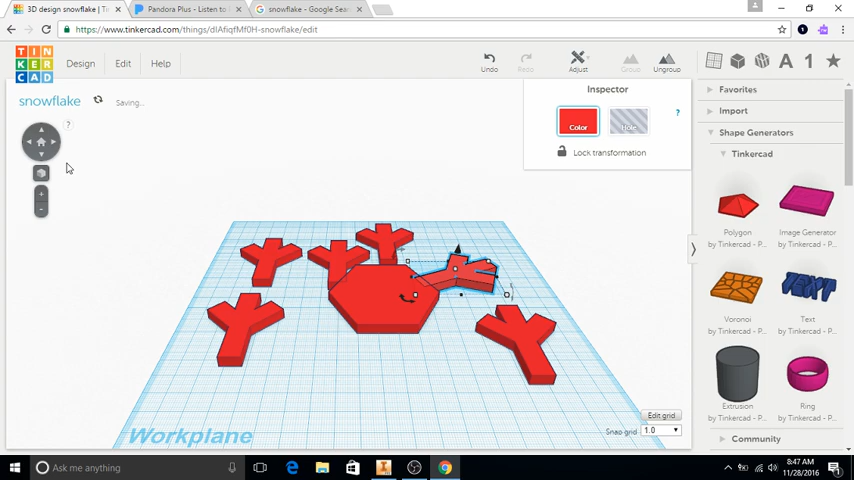 3D design snowflake | Tin
Pandora Plus - Listen to I
snowflake - Google Sear
https://www.tinkercad.com/things/dIAfiqfMf0H-snowflake/edit
TIN
KER
CAD
Design
Edit
Help
Undo
Redo
Adjust
Group
Ungroup
snowflake
Saving...
?
Inspector
Color
Hole
?
Lock transformation
Favorites
Import
Shape Generators
Tinkercad
Polygon
by Tinkercad - P...
Image Generator
by Tinkercad - P...
Voronoi
by Tinkercad - P...
Text
by Tinkercad - P...
Extrusion
by Tinkercad - P...
Ring
by Tinkercad - P...
Community
Workplane
Edit grid
Snap grid
1.0
Ask me anything
8:47 AM
11/28/2016